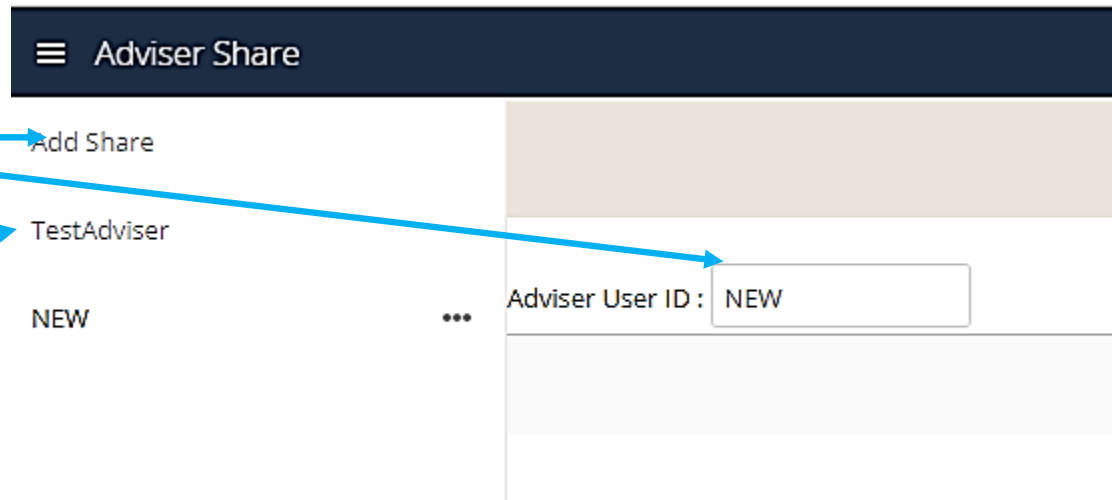 Adviser Share
Add Share
TestAdviser
Adviser User ID : NEW
NEW